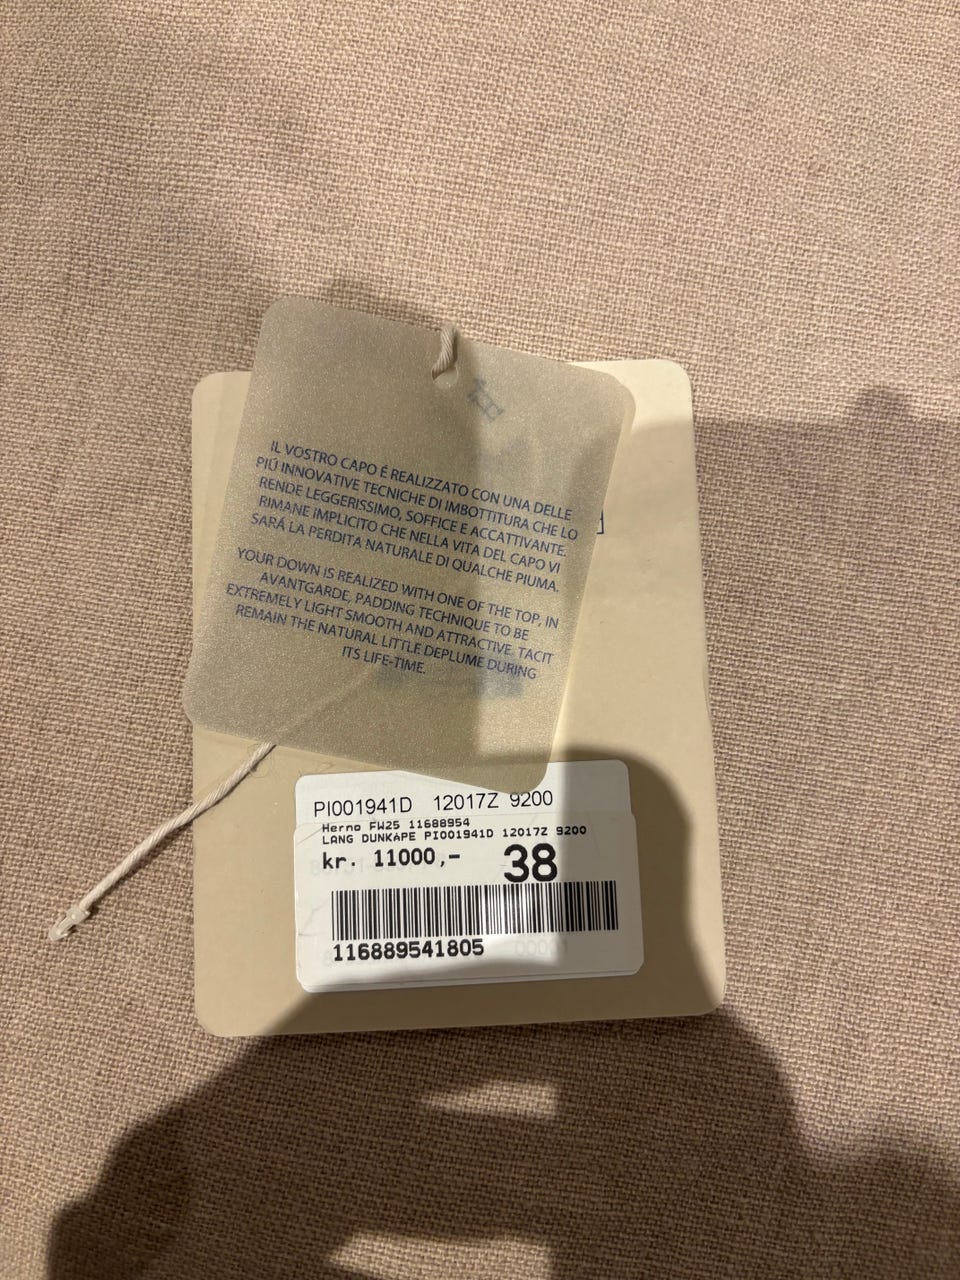 IL VOSTRO CAPO É REALIZZATO CON UNA DELLE
PIÚ INNOVATIVE TECNICHE DI IMBOTTITURA CHE LO
RENDE LEGGERISSIMO, SOFFICE E ACCATTIVANTE.
RIMANE IMPLICITO CHE NELLA VITA DEL CAPO VI
SARÁ LA PERDITA NATURALE DI QUALCHE PIUMA.
YOUR DOWN IS REALIZED WITH ONE OF THE TOP, IN
AVANTGARDE, PADDING TECHNIQUE TO BE
EXTREMELY LIGHT SMOOTH AND ATTRACTIVE. TACIT
REMAIN THE NATURAL LITTLE DEPLUME DURING
ITS LIFE-TIME.
PI001941D 12017Z 9200
Herno FW25 11688954
LANG DUNKAPE PI001941D 12017Z 9200
kr. 11000,- 38
116889541805